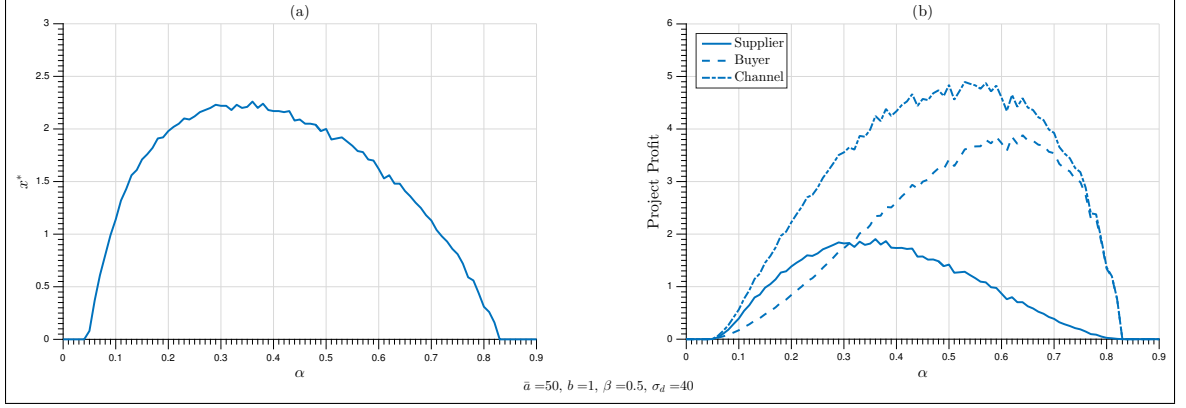 (a)
3
2.5
2
1.5
1
0.5
0
x*
0 0.1 0.2 0.3 0.4 0.5 0.6 0.7 0.8 0.9
α
(b)
6
5
4
3
2
1
0
Project Profit
Supplier
Buyer
Channel
0 0.1 0.2 0.3 0.4 0.5 0.6 0.7 0.8 0.9
α
ā =50, b =1, β =0.5, σ_d =40